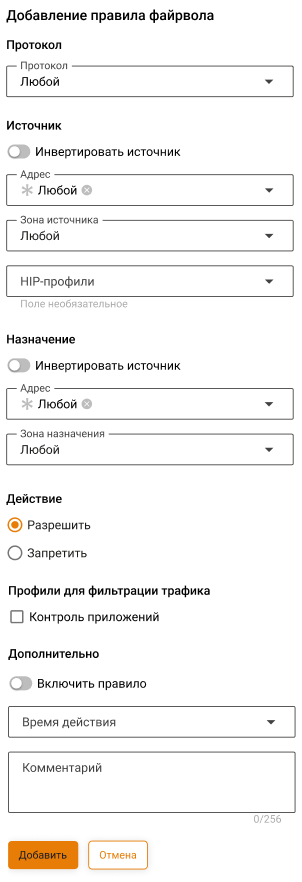 Добавление правила файрвола
Протокол
Протокол
Любой
Источник
Инвертировать источник
Адрес
Любой
Зона источника
Любой
HIP-профили
Поле необязательное
Назначение
Инвертировать источник
Адрес
Любой
Зона назначения
Любой
Действие
Разрешить
Запретить
Профили для фильтрации трафика
Контроль приложений
Дополнительно
Включить правило
Время действия
Комментарий
0/256
Добавить
Отмена